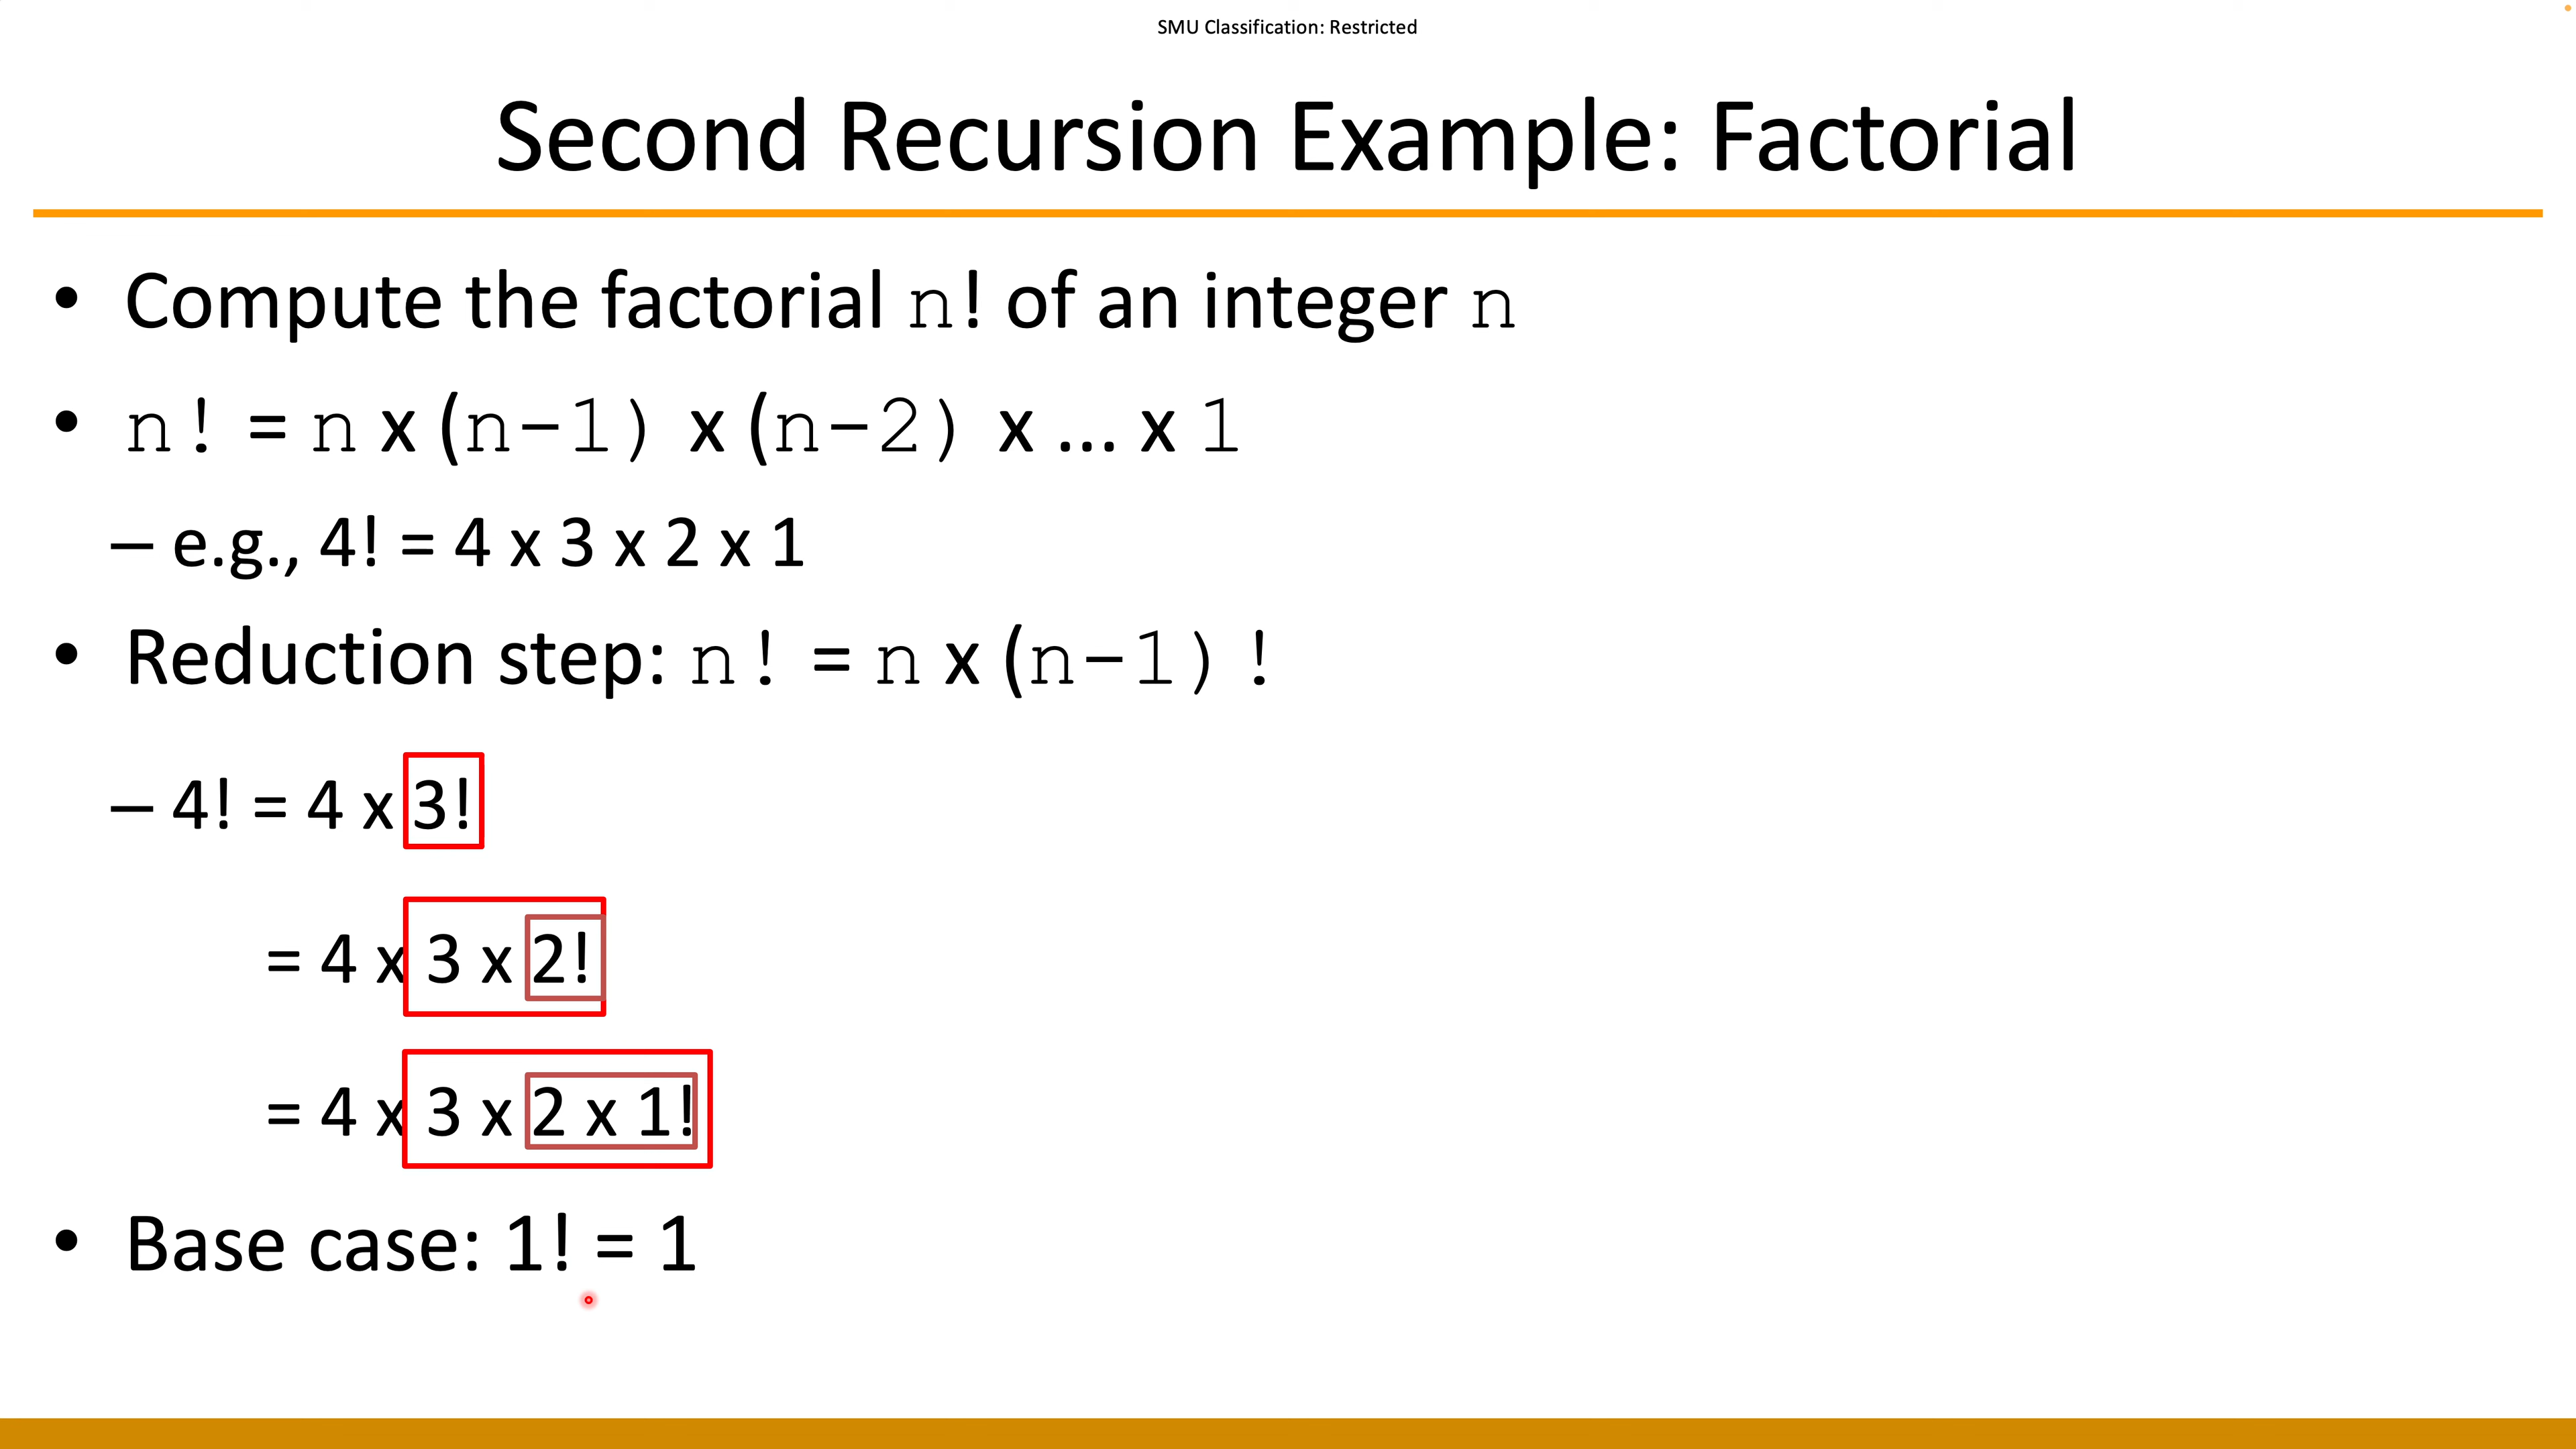 SMU Classification: Restricted
Second Recursion Example: Factorial
• Compute the factorial n! of an integer n
• n! = n x (n-1) x (n-2) x ... x 1
– e.g., 4! = 4 x 3 x 2 x 1
• Reduction step: n! = n x (n-1)!
– 4! = 4 x 3!
= 4 x 3 x 2!
= 4 x 3 x 2 x 1!
• Base case: 1! = 1